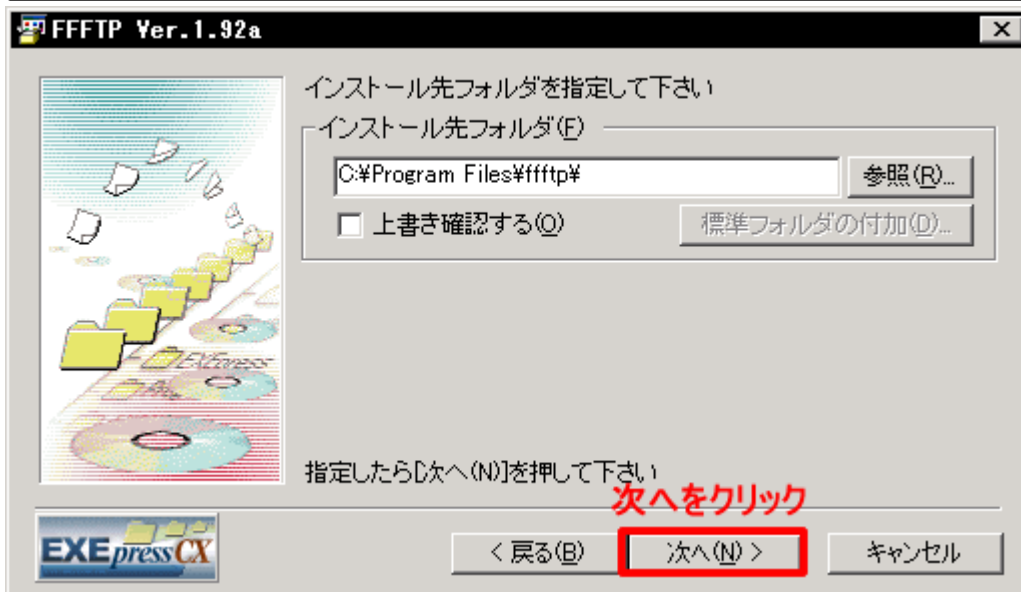 FFFTP Ver.1.92a
インストール先フォルダを指定して下さい
インストール先フォルダ(F)
C:¥Program Files¥ffftp¥
参照(R)...
上書き確認する(O)
標準フォルダの付加(D)...
EXEpress
指定したら[次へ(N)]を押して下さい
次へをクリック
EXEpressCX
< 戻る(B)
次へ(N) >
キャンセル